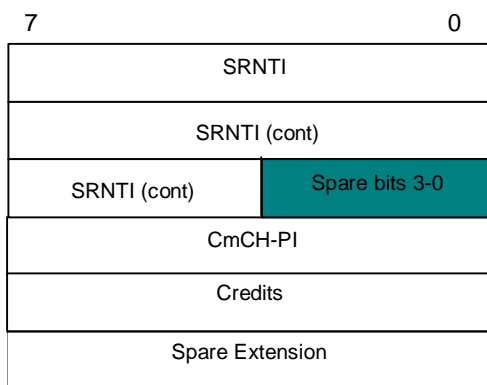 7 0
SRNTI
SRNTI (cont)
SRNTI (cont) Spare bits 3-0
CmCH-PI
Credits
Spare Extension